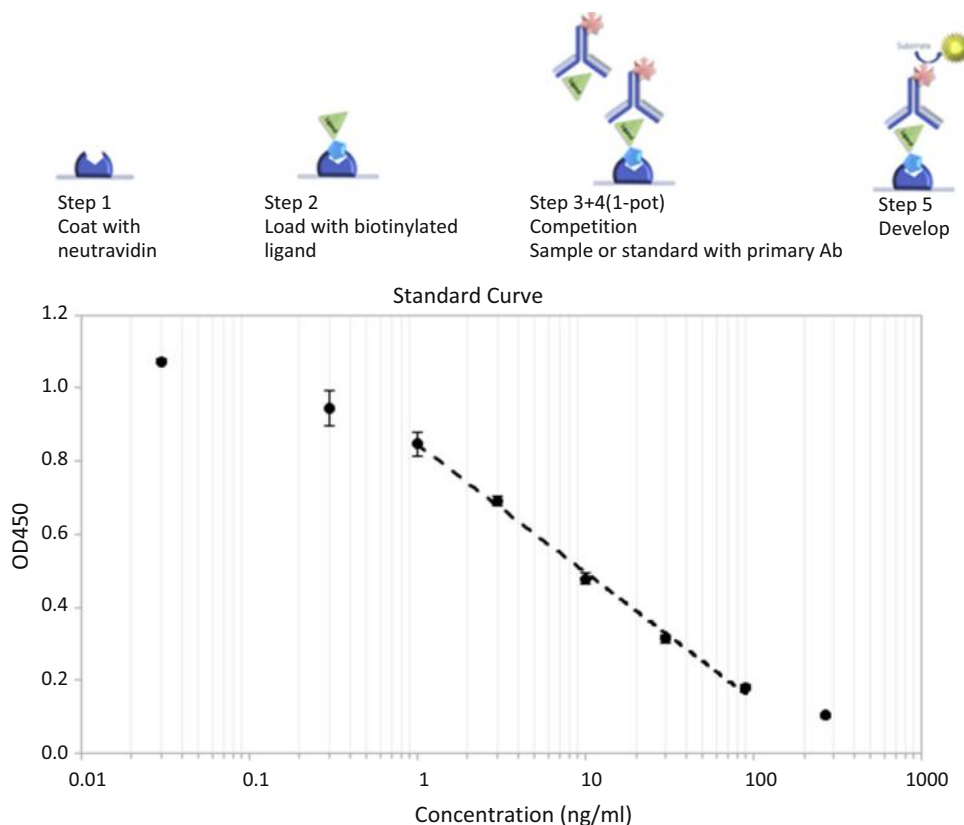 Substrate
Step 1
Coat with
neutravidin
Step 2
Load with biotinylated
ligand
Step 3+4(1-pot)
Competition
Sample or standard with primary Ab
Step 5
Develop
Standard Curve
1.2
1.0
0.8
0.6
0.4
0.2
0.0
OD450
0.01
0.1
1
10
100
1000
Concentration (ng/ml)